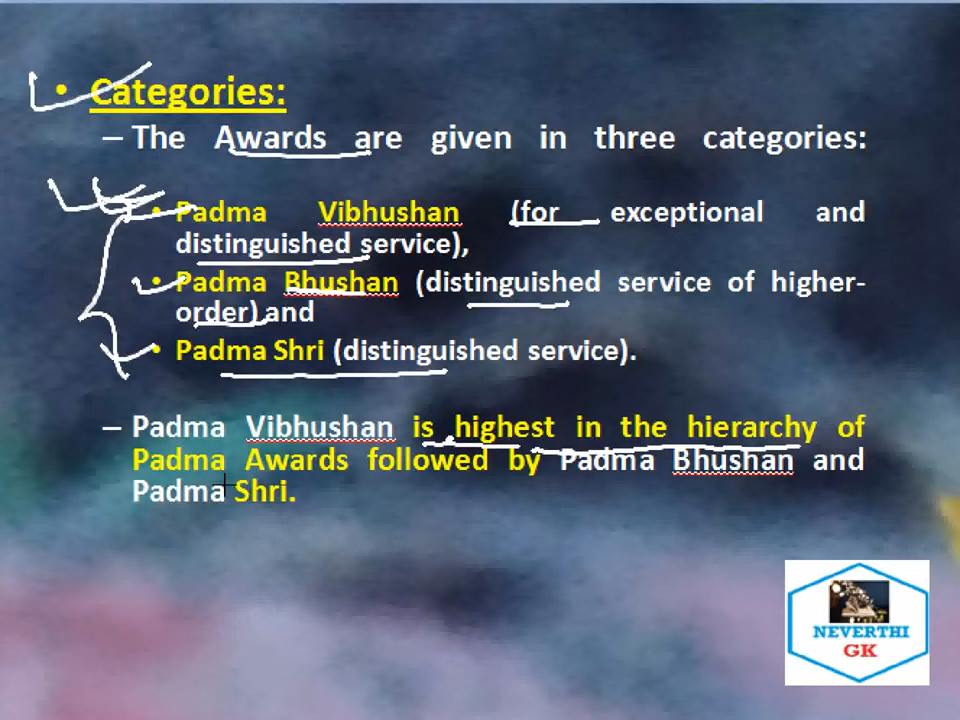 • Categories:
– The Awards are given in three categories:
• Padma Vibhushan (for exceptional and
distinguished service),
• Padma Bhushan (distinguished service of higher-
order) and
• Padma Shri (distinguished service).
– Padma Vibhushan is highest in the hierarchy of
Padma Awards followed by Padma Bhushan and
Padma Shri.
NEVERTHI
GK